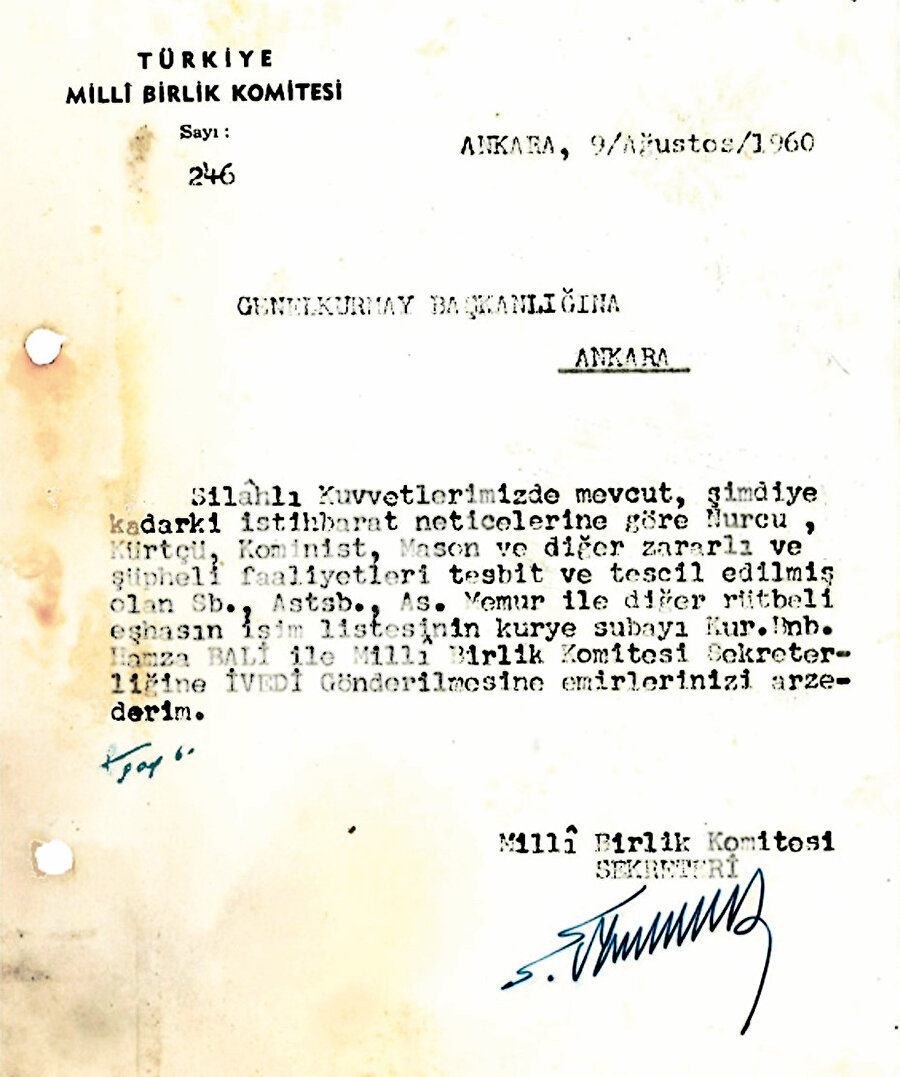 TÜRKİYE
MİLLÎ BİRLİK KOMİTESİ
Sayı :
246
ANKARA, 9/Ağustos/1960
GENELKURMAY BAŞKANLIĞINA
ANKARA
Silâhlı Kuvvetlerimizde mevcut, şimdiye
kadarki istihbarat neticelerine göre Nurcu ,
Kürtçü, Kominist, Mason ve diğer zararlı ve
şüpheli faaliyetleri tesbit ve tescil edilmiş
olan Sb., Astsb., As. Memur ile diğer rütbeli
eşhasın isim listesinin kurye subayı Kur.Bnb.
Hamza BALİ ile Millî Birlik Komitesi Sekreter-
liğine İVEDİ Gönderilmesine emirlerinizi arze-
derim.
Millî Birlik Komitesi
SEKRETERİ